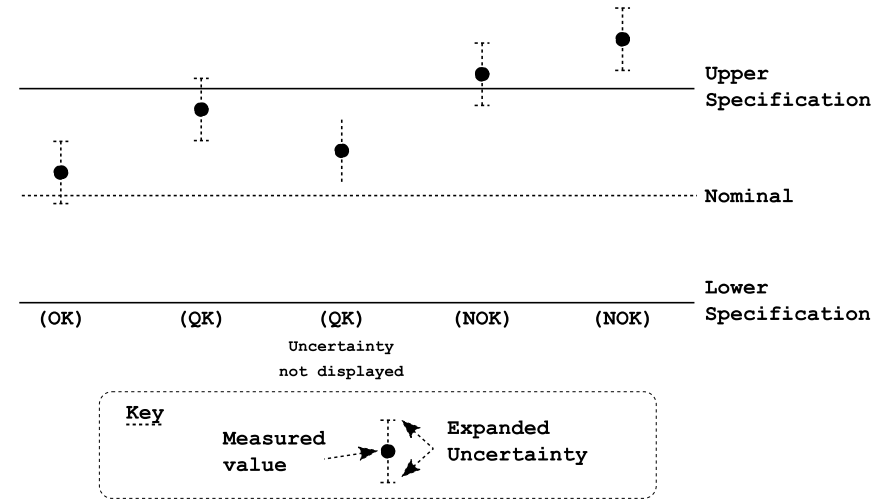 Upper
Specification
Nominal
Lower
Specification
(OK) (QK) (QK) (NOK) (NOK)
Uncertainty
not displayed
Key
Measured
value
Expanded
Uncertainty